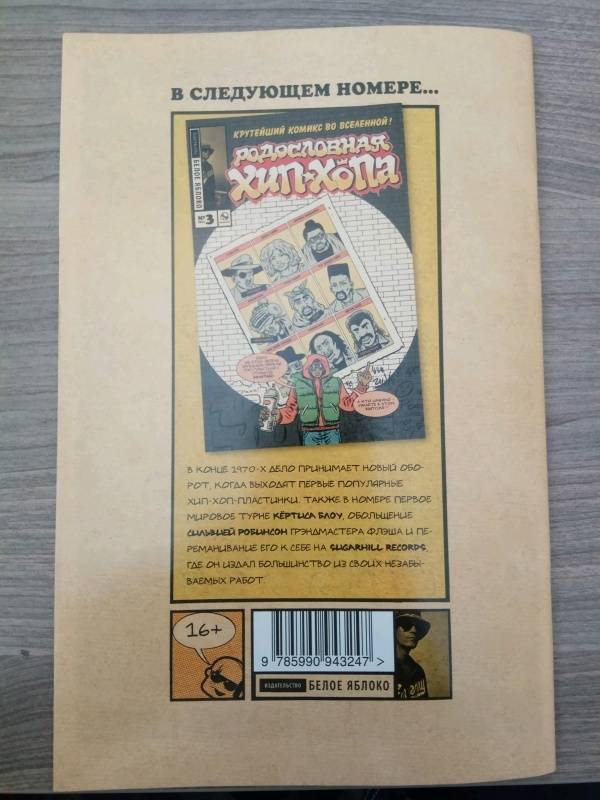 В СЛЕДУЮЩЕМ НОМЕРЕ...
КРУТЕЙШИЙ КОМИКС ВО ВСЕЛЕННОЙ!
РОДОСЛОВНАЯ
ХИП-ХОПА
БЕЛОЕ ЯБЛОКО
№3
В КОНЦЕ 1970-Х ДЕЛО ПРИНИМАЕТ НОВЫЙ ОБО-
РОТ, КОГДА ВЫХОДЯТ ПЕРВЫЕ ПОПУЛЯРНЫЕ
ХИП-ХОП-ПЛАСТИНКИ. ТАКЖЕ В НОМЕРЕ ПЕРВОЕ
МИРОВОЕ ТУРНЕ КЁРТИСА БЛОУ, ОБОЛЬЩЕНИЕ
СИЛЬВИЕЙ РОБИНСОН ГРЭНДМАСТЕРА ФЛЭША И ПЕ-
РЕМАНИВАНИЕ ЕГО К СЕБЕ НА SUGARHILL RECORDS,
ГДЕ ОН ИЗДАЛ БОЛЬШИНСТВО ИЗ СВОИХ НЕЗАБЫ-
ВАЕМЫХ РАБОТ.
16+
9 785990 943247 >
ИЗДАТЕЛЬСТВО БЕЛОЕ ЯБЛОКО